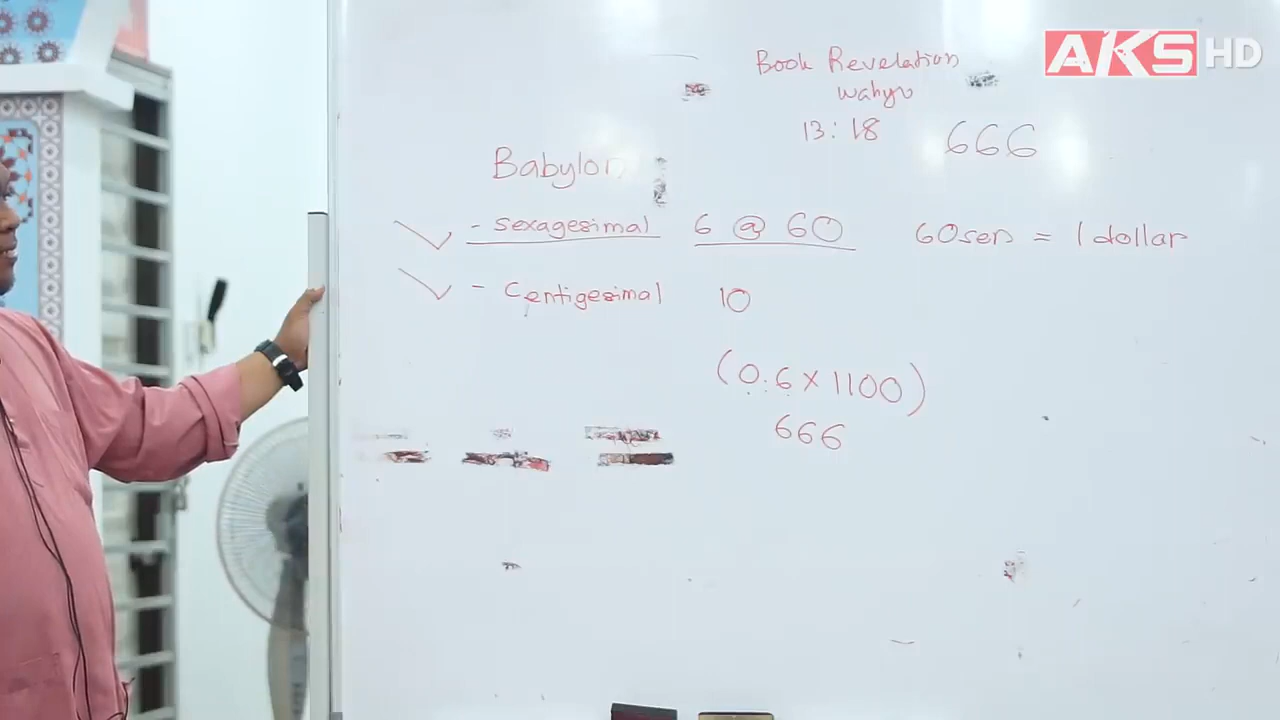 AKS HD
Book Revelation
wahyu
13:18 666
Babylon
- sexagesimal 6 @ 60 60sen = 1 dollar
- Centigesimal 10
(0.6 x 1100)
666